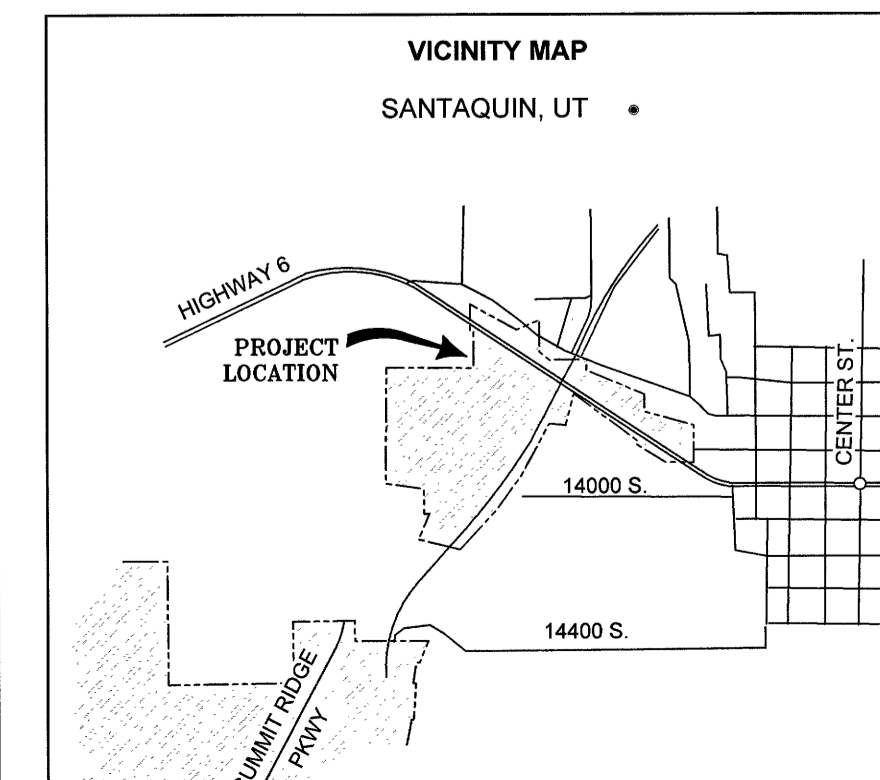 VICINITY MAP
SANTAQUIN, UT
HIGHWAY 6
PROJECT
LOCATION
CENTER ST.
14000 S.
14400 S.
SUMMIT RIDGE
PKWY